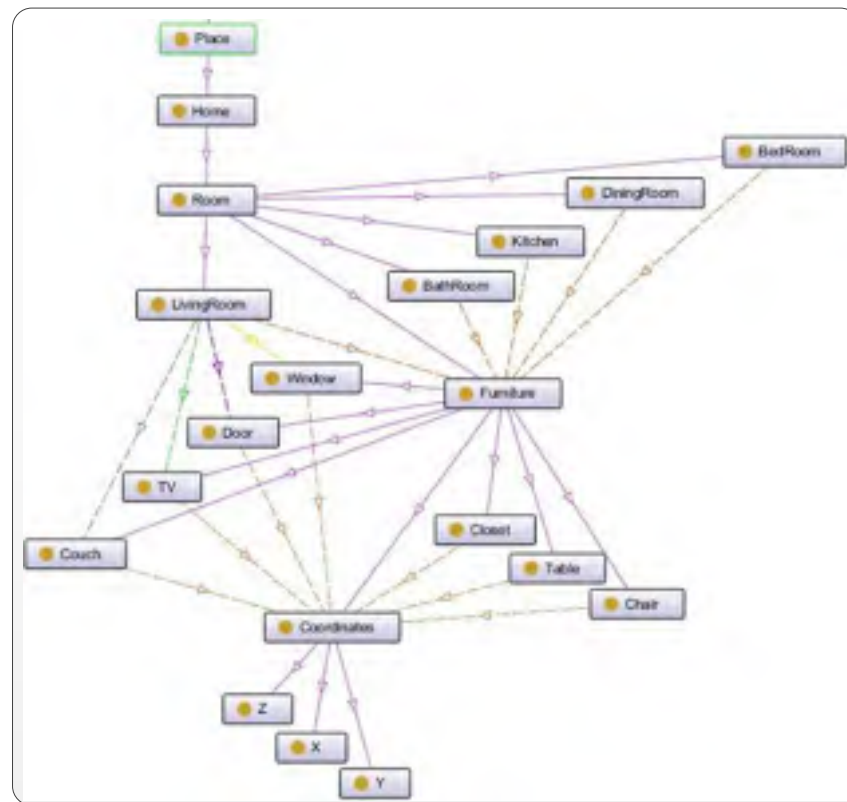 Place
Home
BedRoom
Room
DiningRoom
Kitchen
BathRoom
LivingRoom
Window
Furniture
Door
TV
Closet
Couch
Table
Chair
Coordinates
Z
X
Y